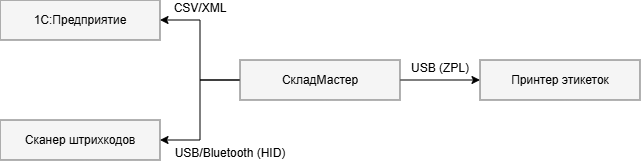 1С:Предприятие
CSV/XML
СкладМастер
USB (ZPL)
Принтер этикеток
Сканер штрихкодов
USB/Bluetooth (HID)